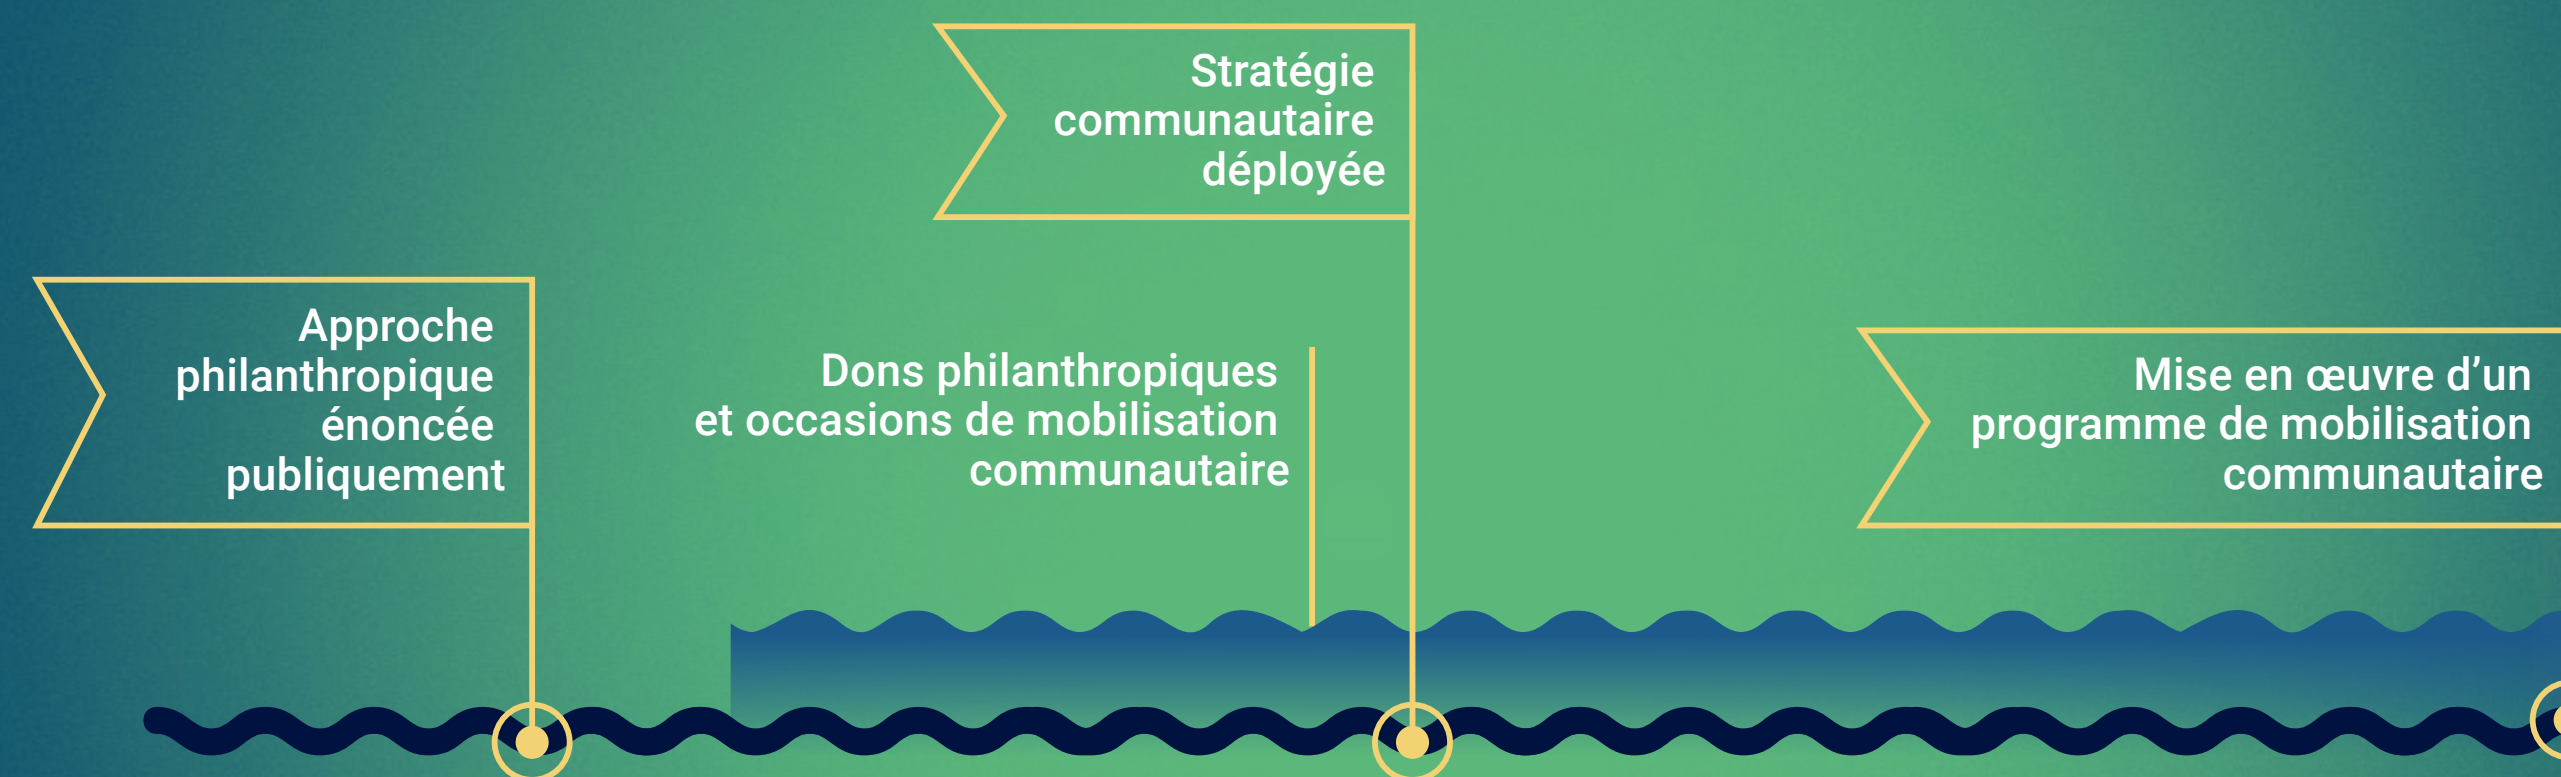 Approche
philanthropique
énoncée
publiquement
Stratégie
communautaire
déployée
Dons philanthropiques
et occasions de mobilisation
communautaire
Mise en œuvre d’un
programme de mobilisation
communautaire